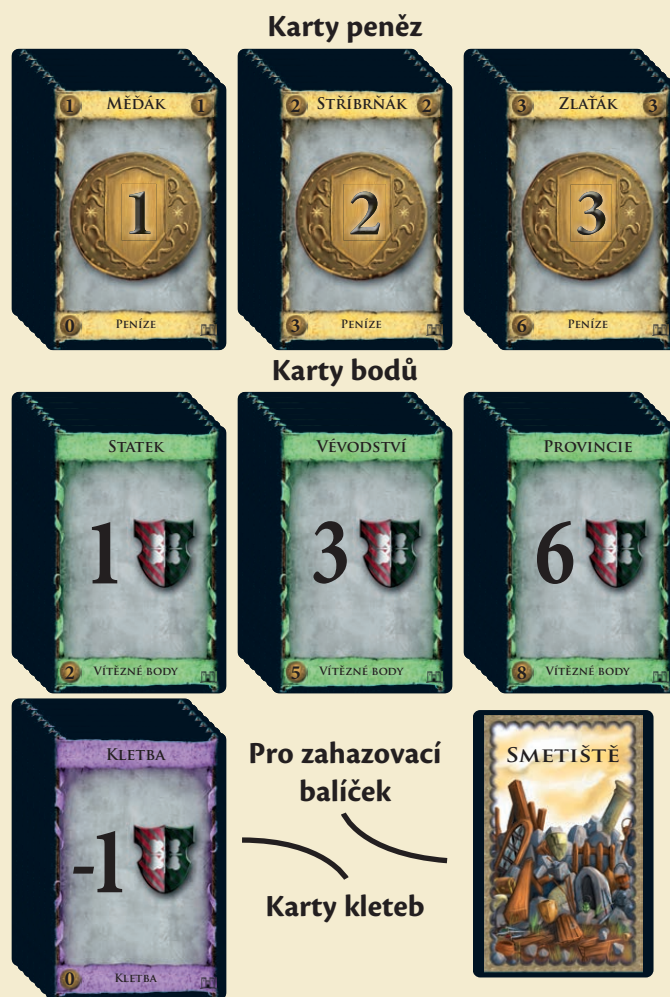 Karty peněz
1 MĚĎÁK 1
2 STŘÍBRŇÁK 2
3 ZLAŤÁK 3
1
2
3
0 PENÍZE
3 PENÍZE
6 PENÍZE
Karty bodů
STATEK
VÉVODSTVÍ
PROVINCIE
1
3
6
2 VÍTĚZNÉ BODY
5 VÍTĚZNÉ BODY
8 VÍTĚZNÉ BODY
KLETBA
-1
0 KLETBA
Pro zahazovací
balíček
Karty kleteb
SMETIŠTĚ